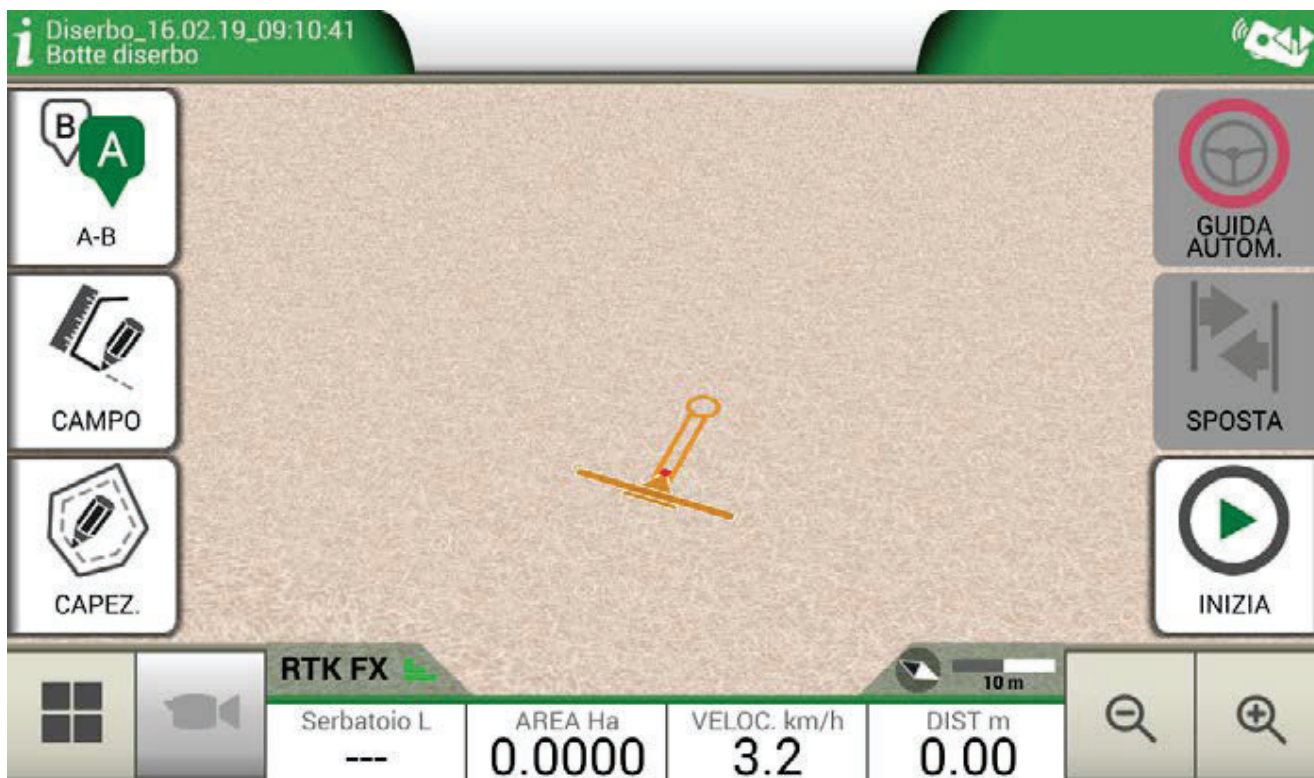 i
Diserbo_16.02.19_09:10:41
Botte diserbo
B
A
A-B
CAMPO
CAPEZ.
GUIDA
AUTOM.
SPOSTA
INIZIA
RTK FX
10 m
Serbatoio L
---
AREA Ha
0.0000
VELOC. km/h
3.2
DIST m
0.00